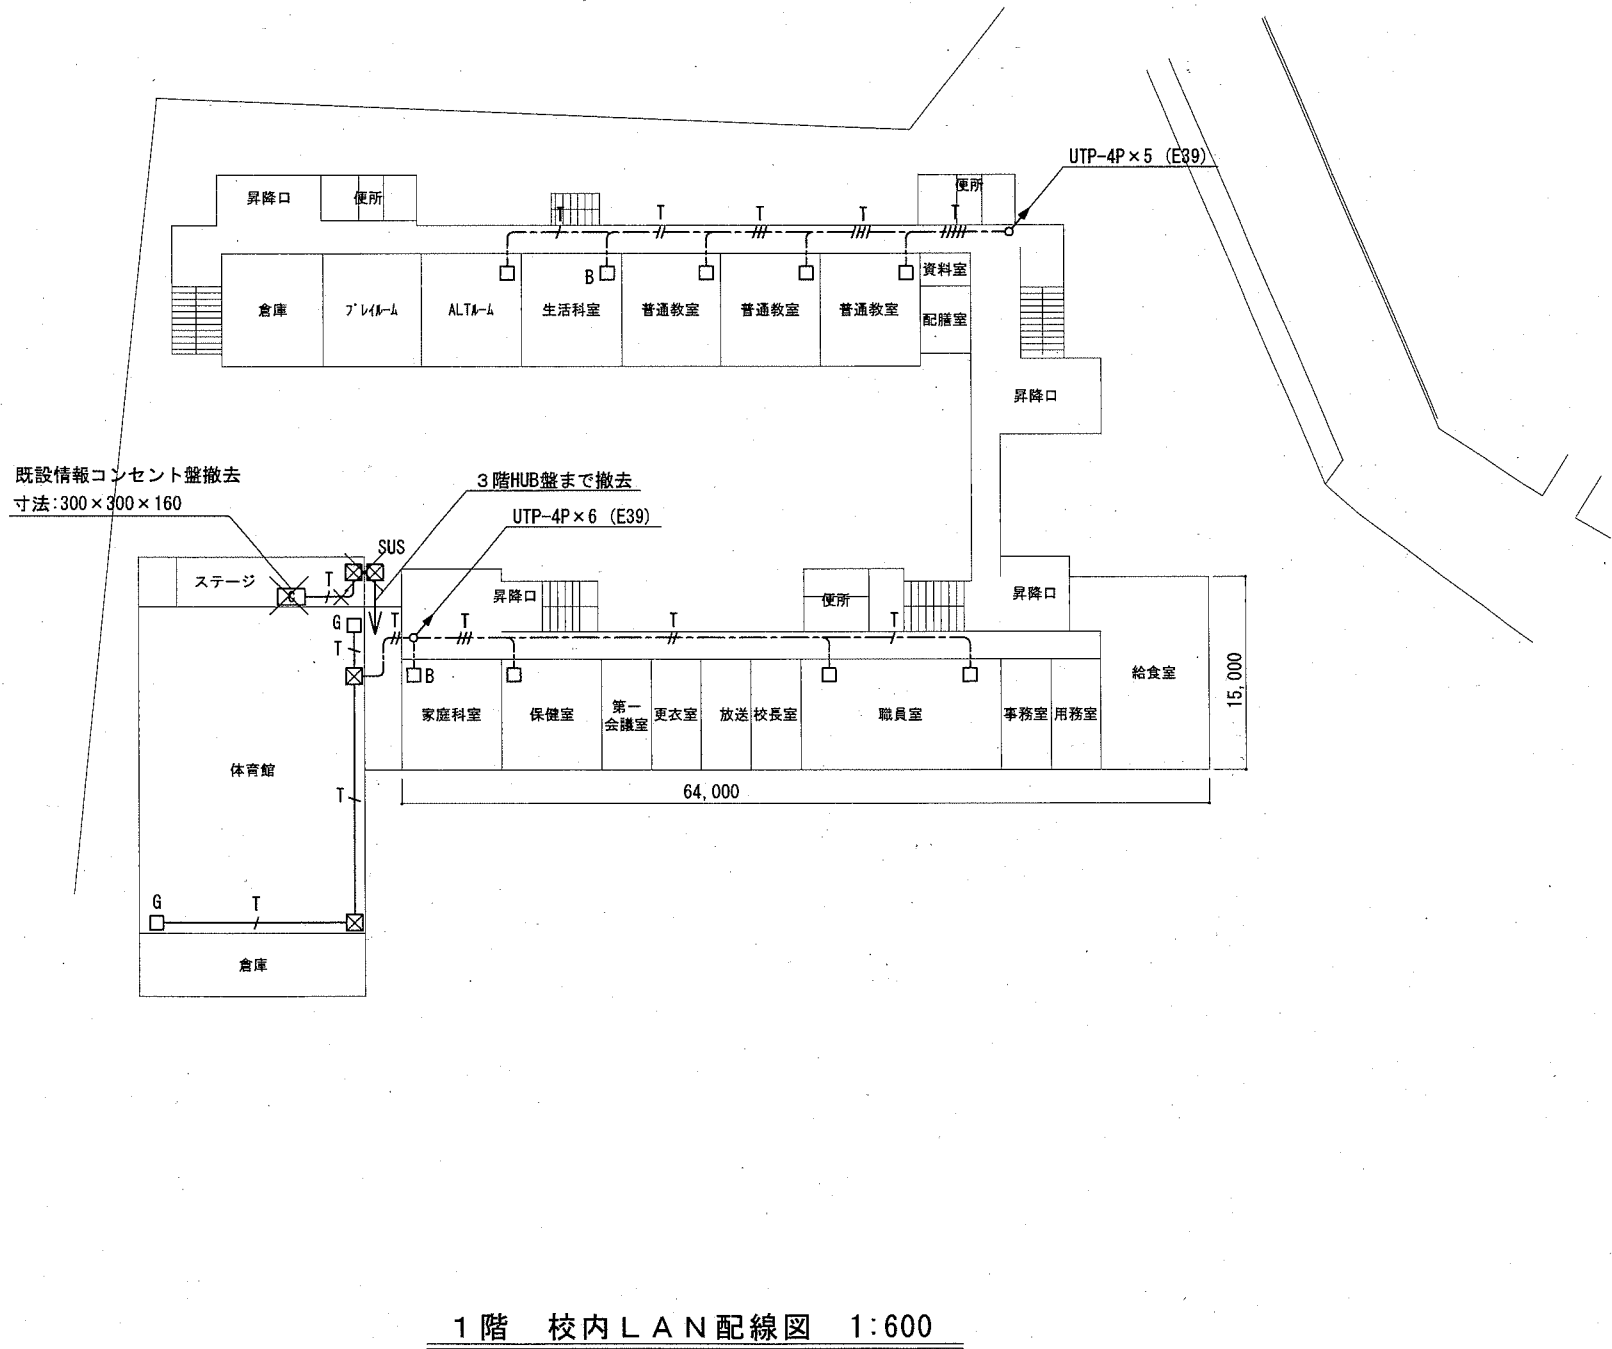 UTP-4P×5 (E39)
昇降口
便所
便所
T
T
T
T
T
B
資料室
倉庫
プレイルーム
ALTルーム
生活科室
普通教室
普通教室
普通教室
配膳室
昇降口
既設情報コンセント盤撤去
寸法:300×300×160
3階HUB盤まで撤去
UTP-4P×6 (E39)
SUS
ステージ
T
G
昇降口
便所
昇降口
G
T
T
T
T
T
B
給食室
15,000
家庭科室
保健室
第一
会議室
更衣室
放送
校長室
職員室
事務室
用務室
体育館
64,000
T
G
T
倉庫
1階 校内LAN配線図 1:600